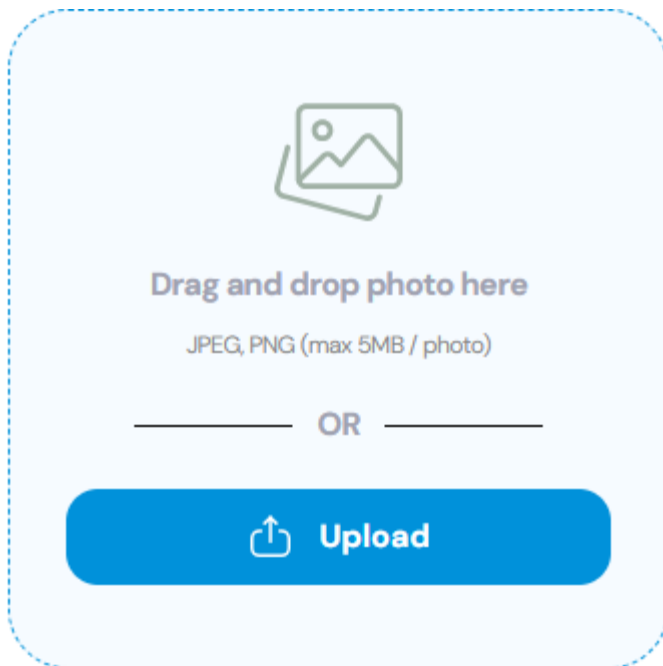 Drag and drop photo here
JPEG, PNG (max 5MB / photo)
OR
Upload